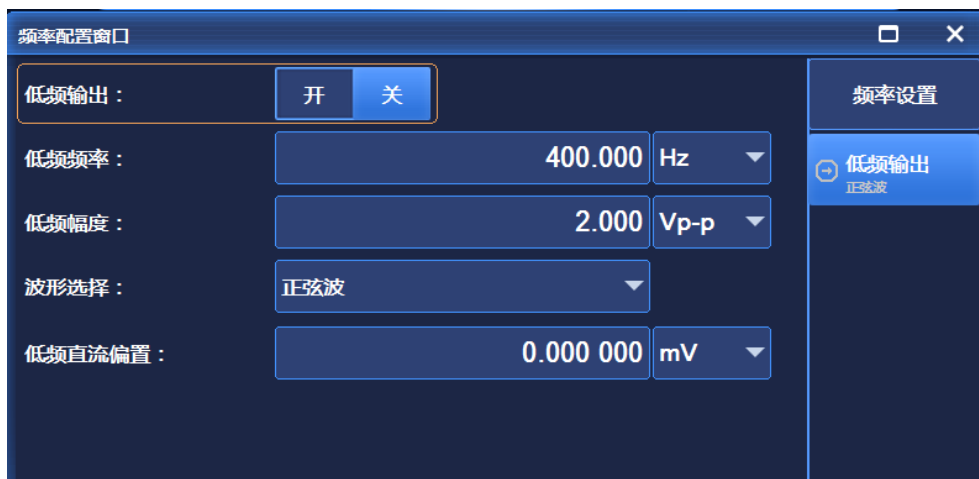 频率配置窗口
低频输出： 开 关
低频频率： 400.000 Hz
低频幅度： 2.000 Vp-p
波形选择： 正弦波
低频直流偏置： 0.000 000 mV
频率设置
低频输出
正弦波